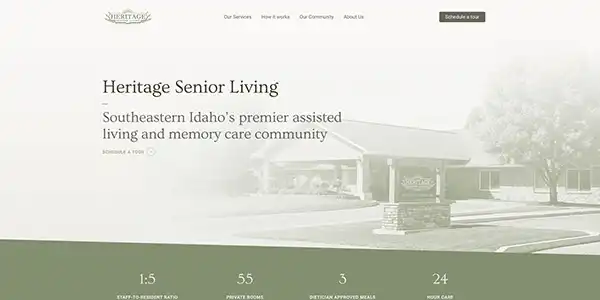 HERITAGE
Our Services How it works Our Community About Us Schedule a tour
Heritage Senior Living
Southeastern Idaho's premier assisted
living and memory care community
SCHEDULE A TOUR
HERITAGE
1:5 55 3 24
STAFF-TO-RESIDENT RATIO PRIVATE ROOMS DIETICIAN APPROVED MEALS HOUR CARE